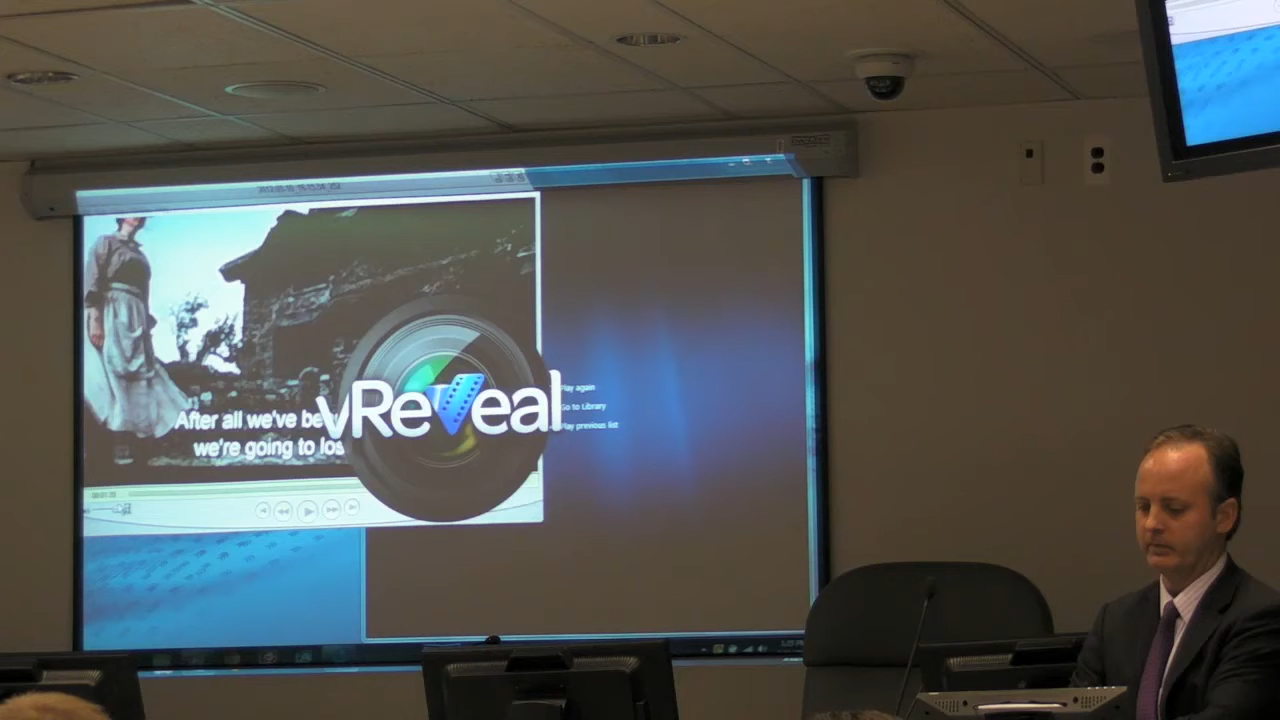 After all we've be
we're going to los
vReveal
Play again
Go to Library
Play previous list